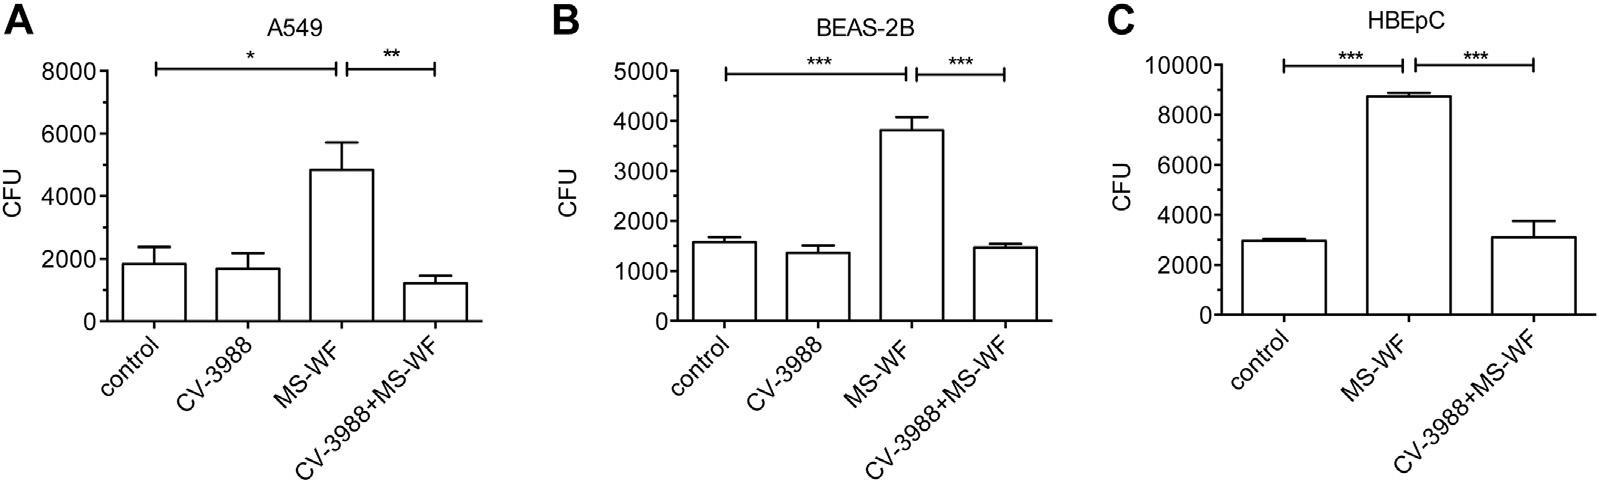 A
A549
*
**
8000
6000
4000
2000
0
CFU
control
CV-3988
MS-WF
CV-3988+MS-WF
B
BEAS-2B
***
***
5000
4000
3000
2000
1000
0
CFU
control
CV-3988
MS-WF
CV-3988+MS-WF
C
HBEpC
***
***
10000
8000
6000
4000
2000
0
CFU
control
MS-WF
CV-3988+MS-WF